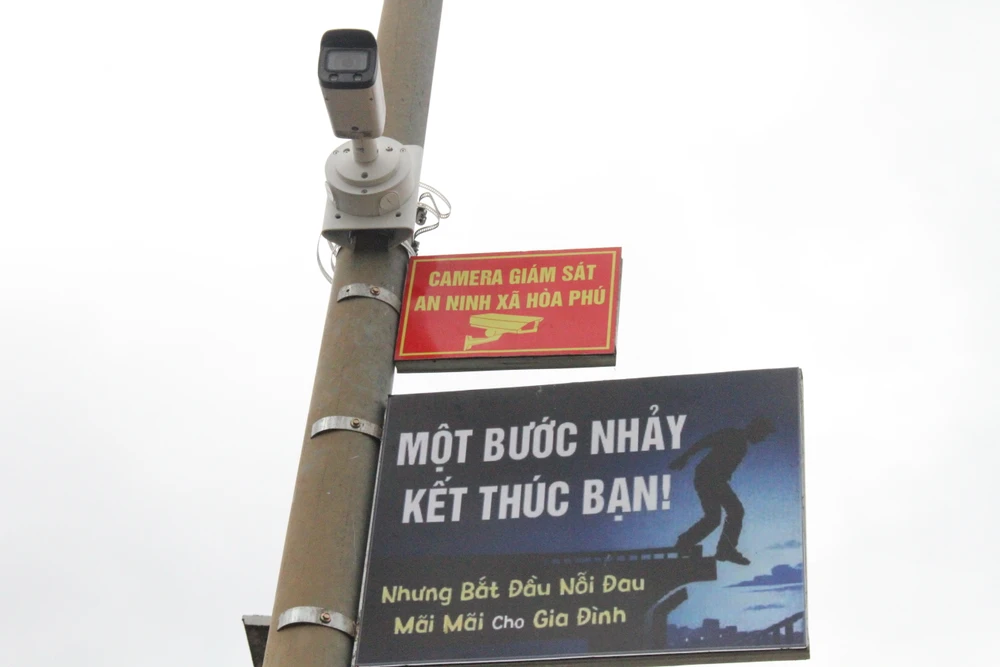 CAMERA GIÁM SÁT
AN NINH XÃ HÒA PHÚ
MỘT BƯỚC NHẢY
KẾT THÚC BẠN!
Nhưng Bắt Đầu Nỗi Đau
Mãi Mãi Cho Gia Đình